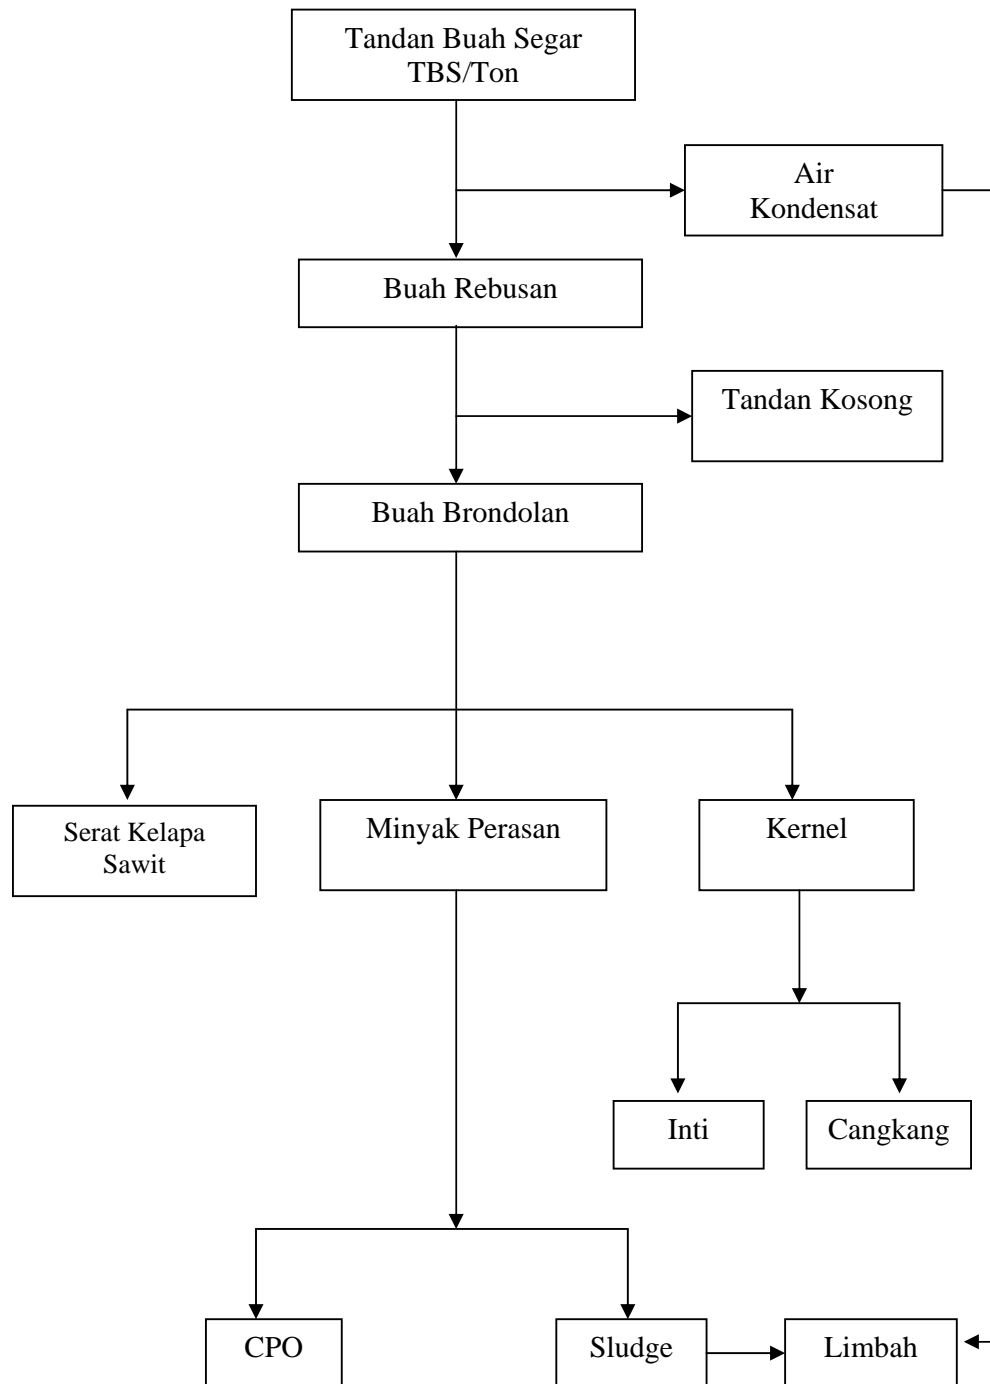 Tandan Buah Segar
TBS/Ton
Air
Kondensat
Buah Rebusan
Tandan Kosong
Buah Brondolan
Serat Kelapa
Sawit
Minyak Perasan
Kernel
Inti
Cangkang
CPO
Sludge
Limbah